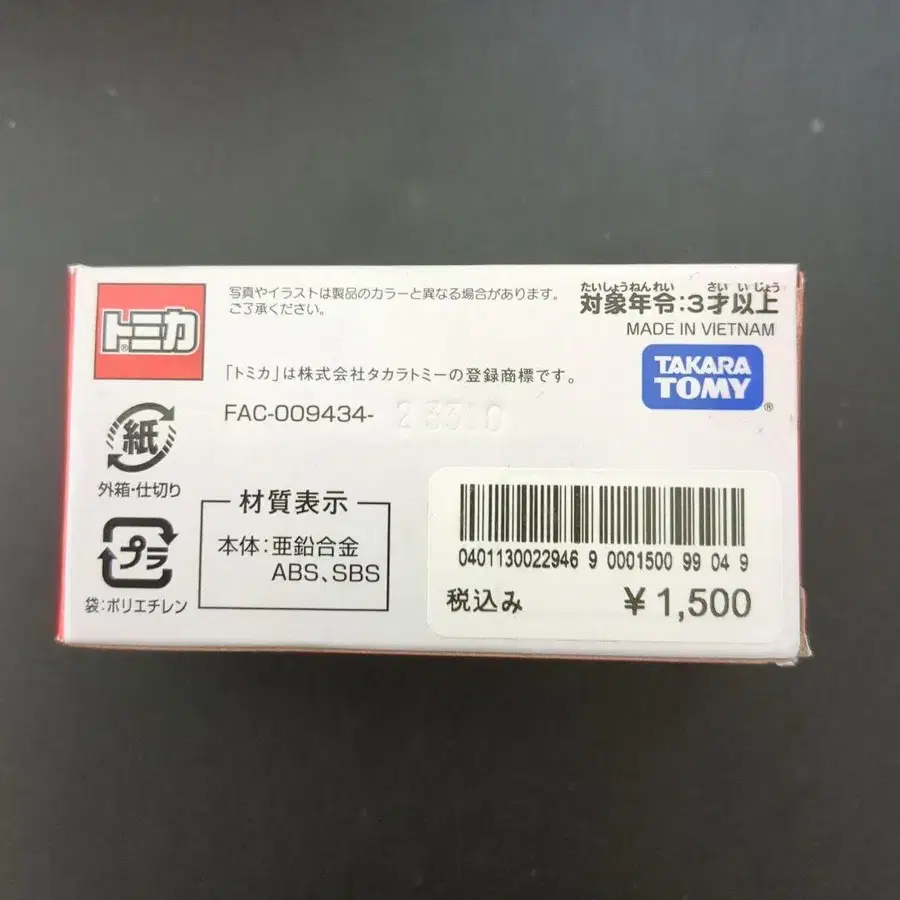 トミカ®
写真やイラストは製品のカラーと異なる場合があります。
ご了承ください。
たいしょうねんれい さい いじょう
対象年令:3才以上
MADE IN VIETNAM
TAKARA
TOMY®
「トミカ」は株式会社タカラトミーの登録商標です。
FAC-009434-
紙
外箱・仕切り
プラ
袋:ポリエチレン
材質表示
本体:亜鉛合金
ABS、SBS
0401130022946 9 0001500 99 04 9
税込み ¥1,500